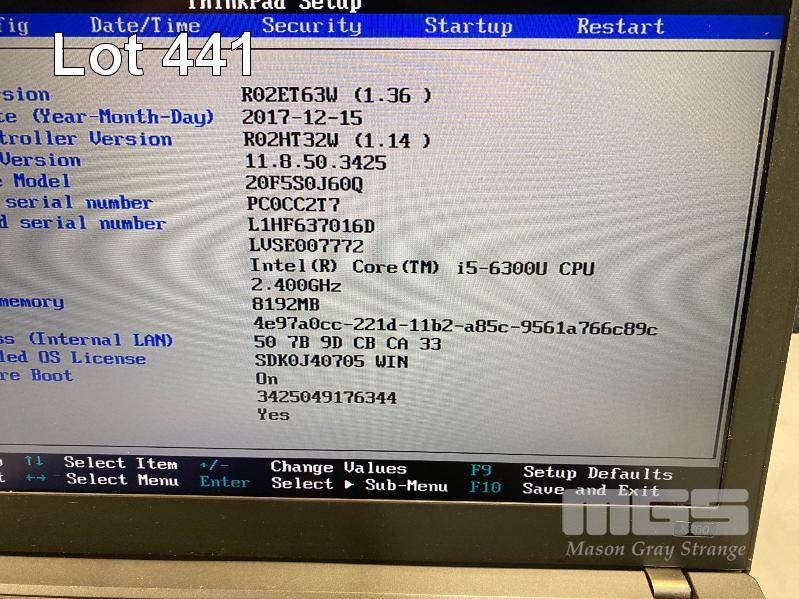 ThinkPad Setup
fig Date/Time Security Startup Restart
Lot 441
sion R02ET63W (1.36 )
te (Year-Month-Day) 2017-12-15
troller Version R02HT32W (1.14 )
Version 11.8.50.3425
e Model 20F5S0J60Q
serial number PC0CC2T7
d serial number L1HF637016D
LVSE007772
Intel(R) Core(TM) i5-6300U CPU
2.400GHz
memory 8192MB
4e97a0cc-221d-11b2-a85c-9561a766c89c
ss (Internal LAN) 50 7B 9D CB CA 33
led OS License SDK0J40705 WIN
re Boot On
3425049176344
Yes
↑↓ Select Item +/- Change Values F9 Setup Defaults
t ←→ Select Menu Enter Select ▶ Sub-Menu F10 Save and Exit
MGS
X260
Mason Gray Strange